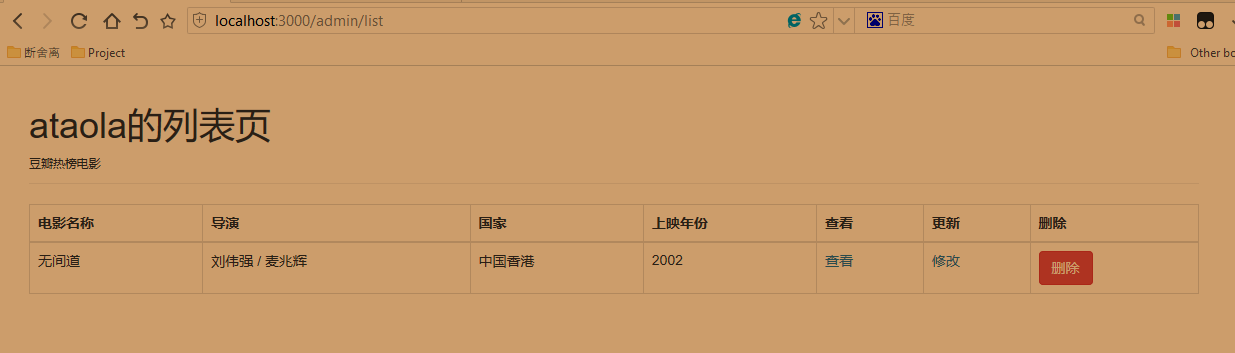 localhost:3000/admin/list
百度
断舍离
Project
Other bo
ataola的列表页
豆瓣热榜电影
电影名称 导演 国家 上映年份 查看 更新 删除
无间道 刘伟强 / 麦兆辉 中国香港 2002 查看 修改 删除